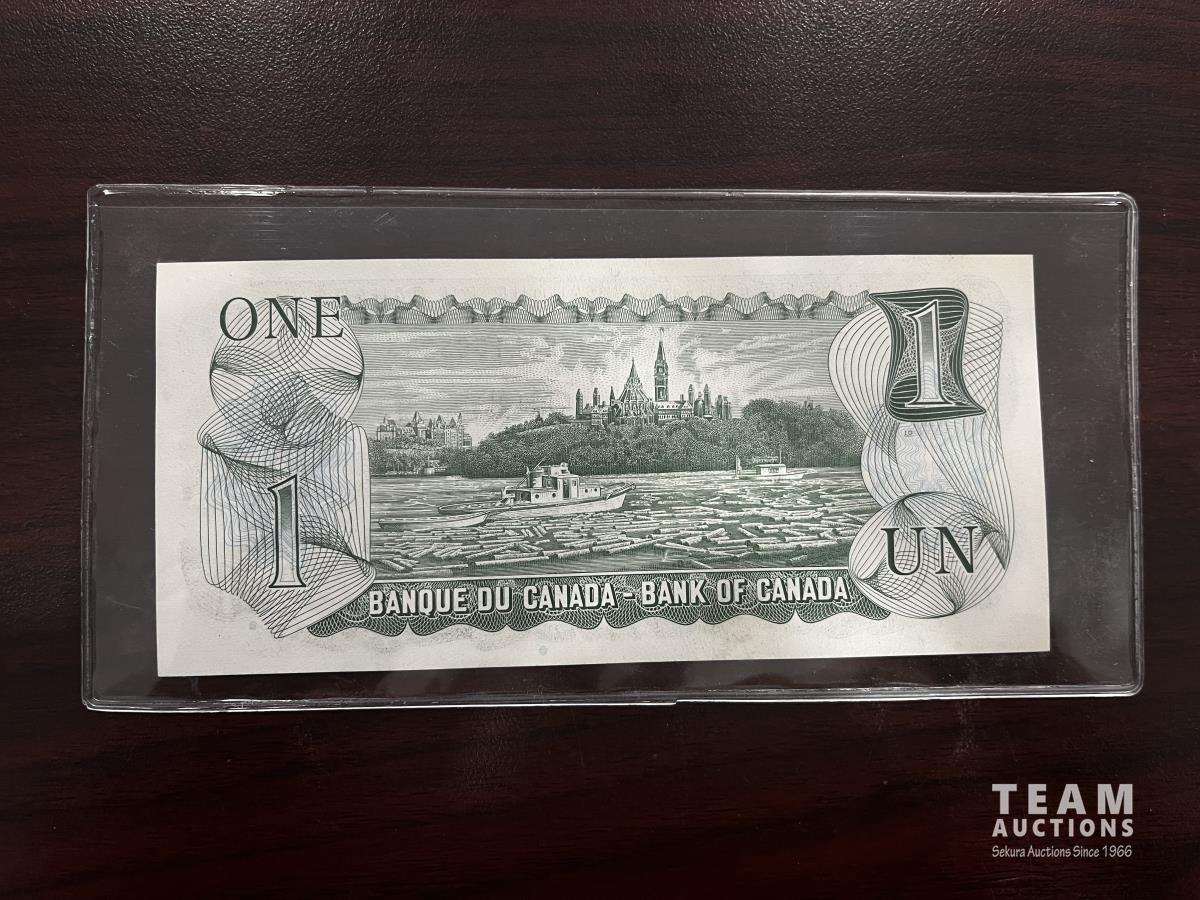 ONE
1
1
UN
BANQUE DU CANADA - BANK OF CANADA
TEAM
AUCTIONS
Sekura Auctions Since 1966